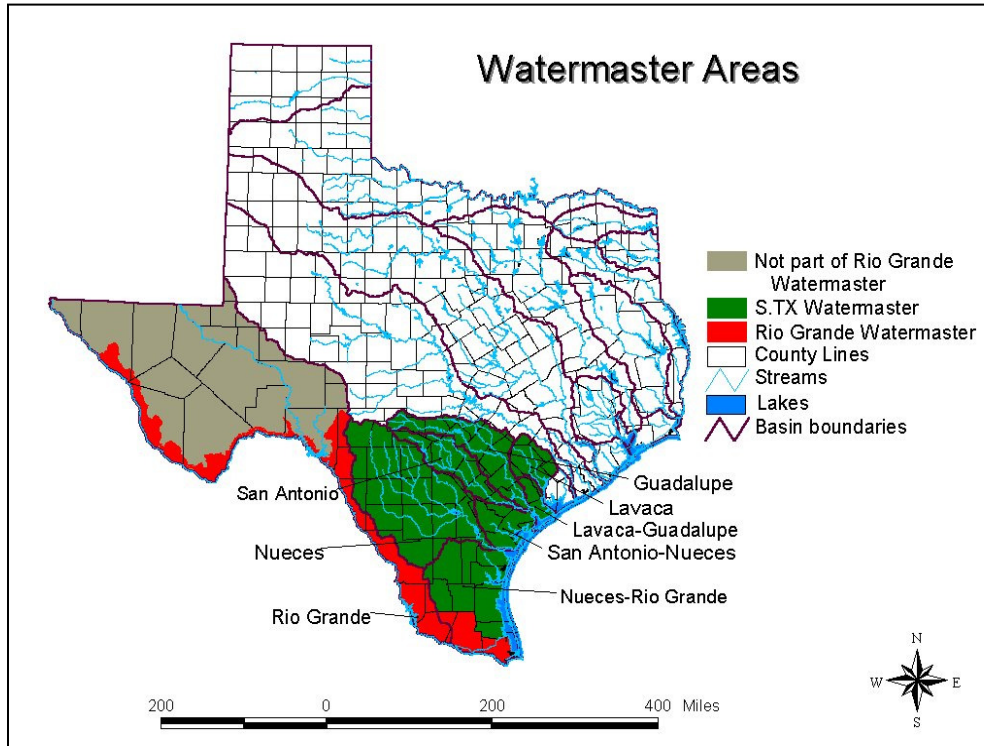 Watermaster Areas
Not part of Rio Grande
Watermaster
S.TX Watermaster
Rio Grande Watermaster
County Lines
Streams
Lakes
Basin boundaries
San Antonio
Guadalupe
Lavaca
Lavaca-Guadalupe
San Antonio-Nueces
Nueces
Nueces-Rio Grande
Rio Grande
N
W
E
S
200 0 200 400 Miles